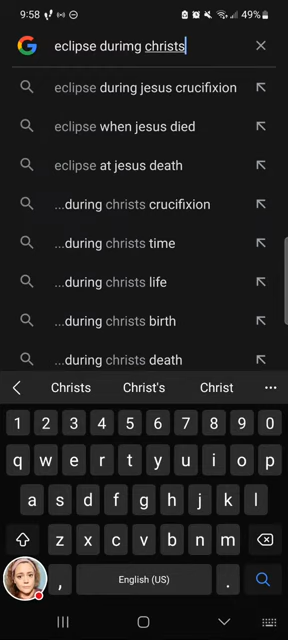 9:58 49%
eclipse durimg christs
eclipse during jesus crucifixion
eclipse when jesus died
eclipse at jesus death
...during christs crucifixion
...during christs time
...during christs life
...during christs birth
...during christs death
Christs Christ's Christ ...
1 2 3 4 5 6 7 8 9 0
q w e r t y u i o p
a s d f g h j k l
z x c v b n m
, English (US) .